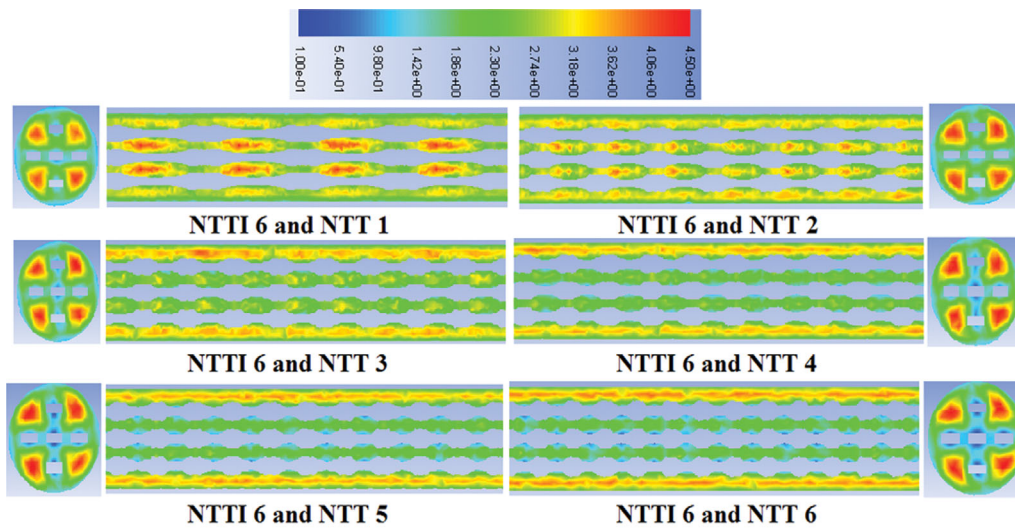 1.00e-01
5.40e-01
9.80e-01
1.42e+00
1.86e+00
2.30e+00
2.74e+00
3.18e+00
3.62e+00
4.06e+00
4.50e+00
NTTI 6 and NTT 1
NTTI 6 and NTT 2
NTTI 6 and NTT 3
NTTI 6 and NTT 4
NTTI 6 and NTT 5
NTTI 6 and NTT 6